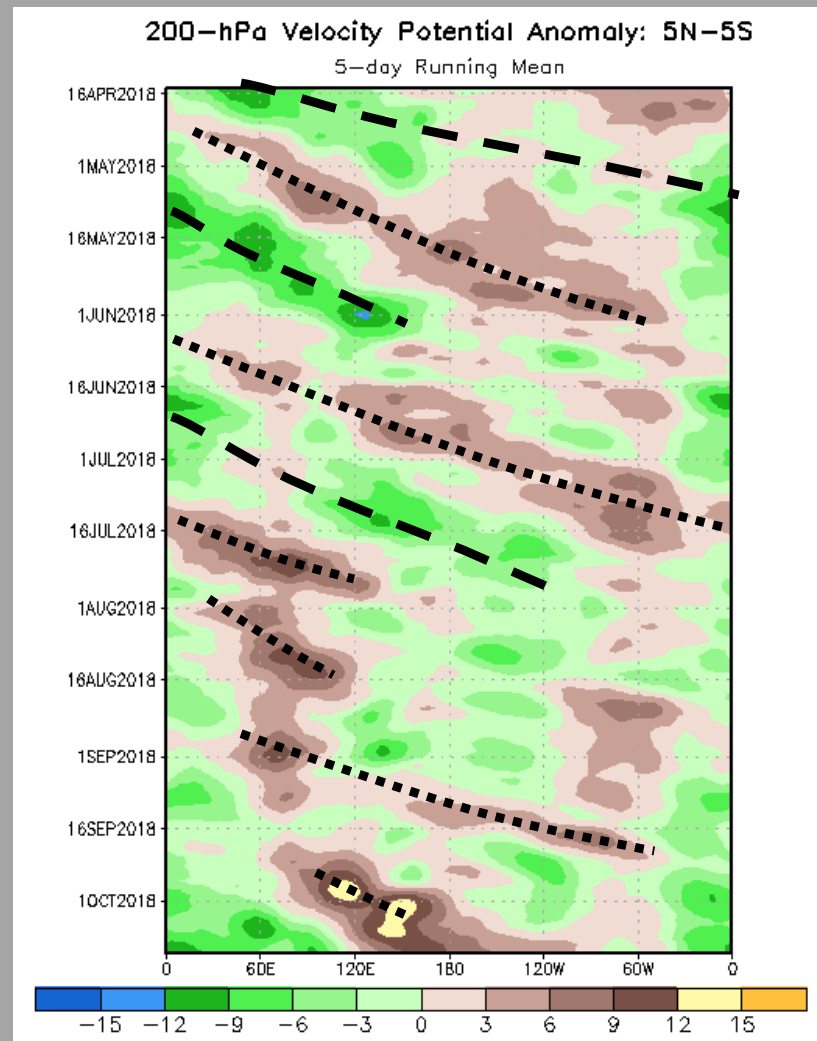 200-hPa Velocity Potential Anomaly: 5N-5S
5-day Running Mean
16APR2018
1MAY2018
16MAY2018
1JUN2018
16JUN2018
1JUL2018
16JUL2018
1AUG2018
16AUG2018
1SEP2018
16SEP2018
1OCT2018
0 60E 120E 180 120W 60W 0
-15 -12 -9 -6 -3 0 3 6 9 12 15